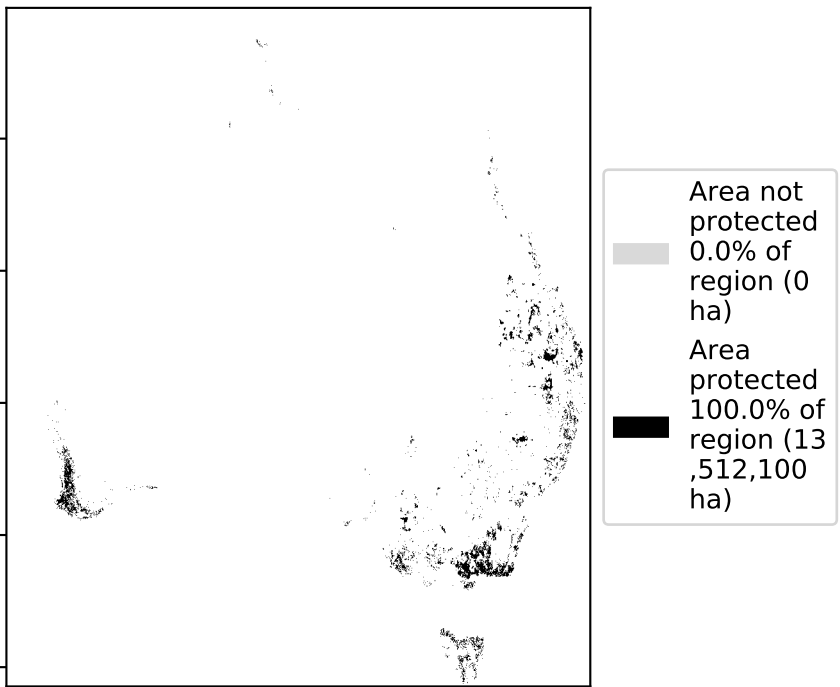 Area not
protected
0.0% of
region (0
ha)
Area
protected
100.0% of
region (13
,512,100
ha)